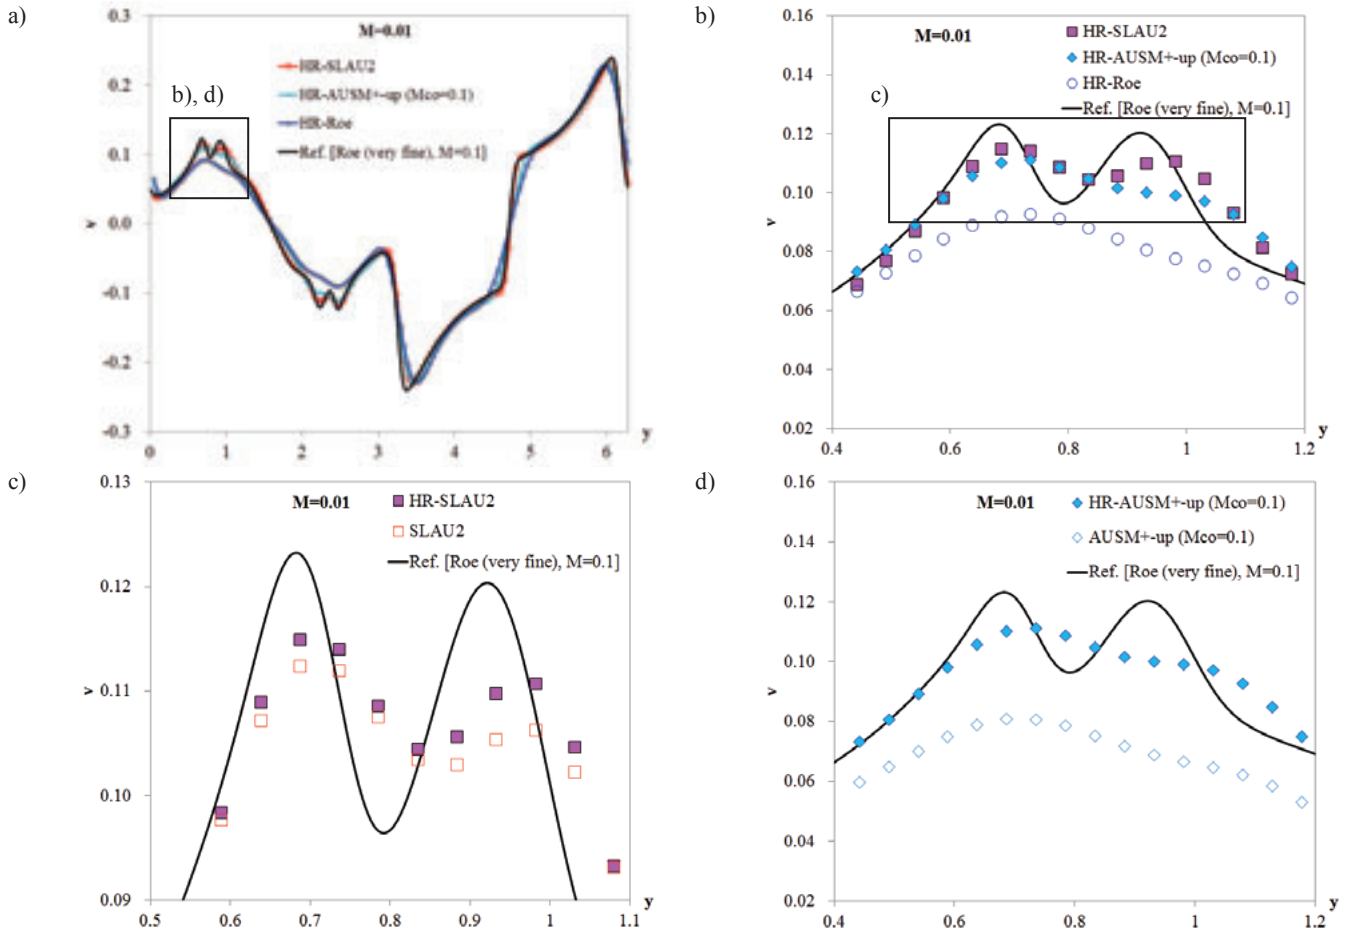 a)
0.3
0.2
0.1
0.0
-0.1
-0.2
-0.3
v
M=0.01
HR-SLAU2
HR-AUSM+-up (Mco=0.1)
HR-Roe
Ref. [Roe (very fine), M=0.1]
b), d)
0 1 2 3 4 5 6
y
b)
0.16
0.14
0.12
0.10
0.08
0.06
0.04
0.02
v
M=0.01
HR-SLAU2
HR-AUSM+-up (Mco=0.1)
HR-Roe
Ref. [Roe (very fine), M=0.1]
c)
0.4 0.6 0.8 1 1.2
y
c)
0.13
0.12
0.11
0.10
0.09
v
M=0.01
HR-SLAU2
SLAU2
Ref. [Roe (very fine), M=0.1]
0.5 0.6 0.7 0.8 0.9 1 1.1
y
d)
0.16
0.14
0.12
0.10
0.08
0.06
0.04
0.02
v
M=0.01
HR-AUSM+-up (Mco=0.1)
AUSM+-up (Mco=0.1)
Ref. [Roe (very fine), M=0.1]
0.4 0.6 0.8 1 1.2
y